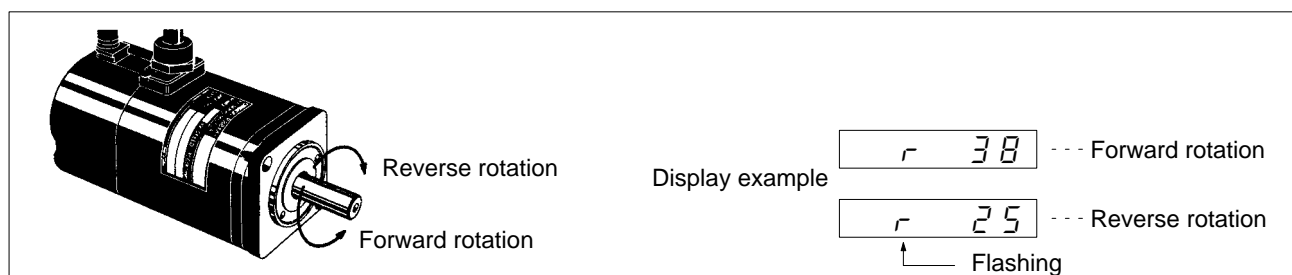 r 38
Forward rotation
Reverse rotation
Display example
r 25
Reverse rotation
Forward rotation
Flashing